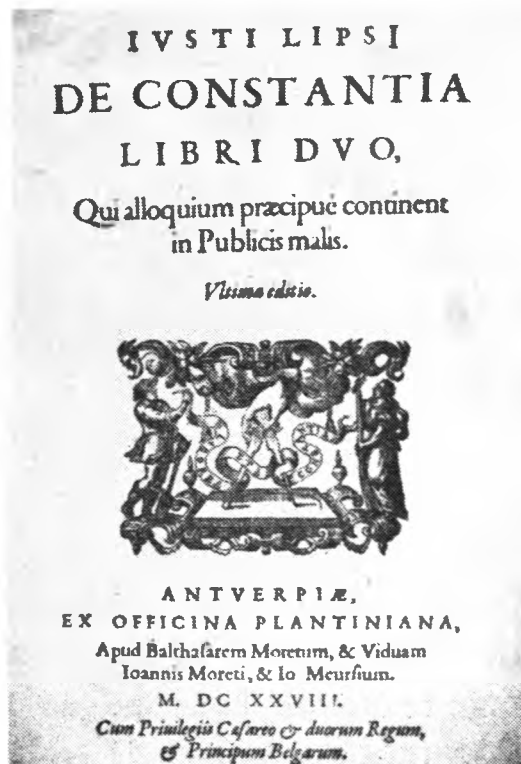 IVSTI LIPSI
DE CONSTANTIA
LIBRI DVO,
Qui alloquium præcipuè continent
in Publicis malis.
Vltima editio.
ANTVERPIÆ,
EX OFFICINA PLANTINIANA,
Apud Balthasarem Moretum, & Viduam
Ioannis Moreti, & Io Meursium.
M. DC XXVIII.
Cum Priuilegiis Cæsareo & duorum Regum,
& Principum Belgarum.